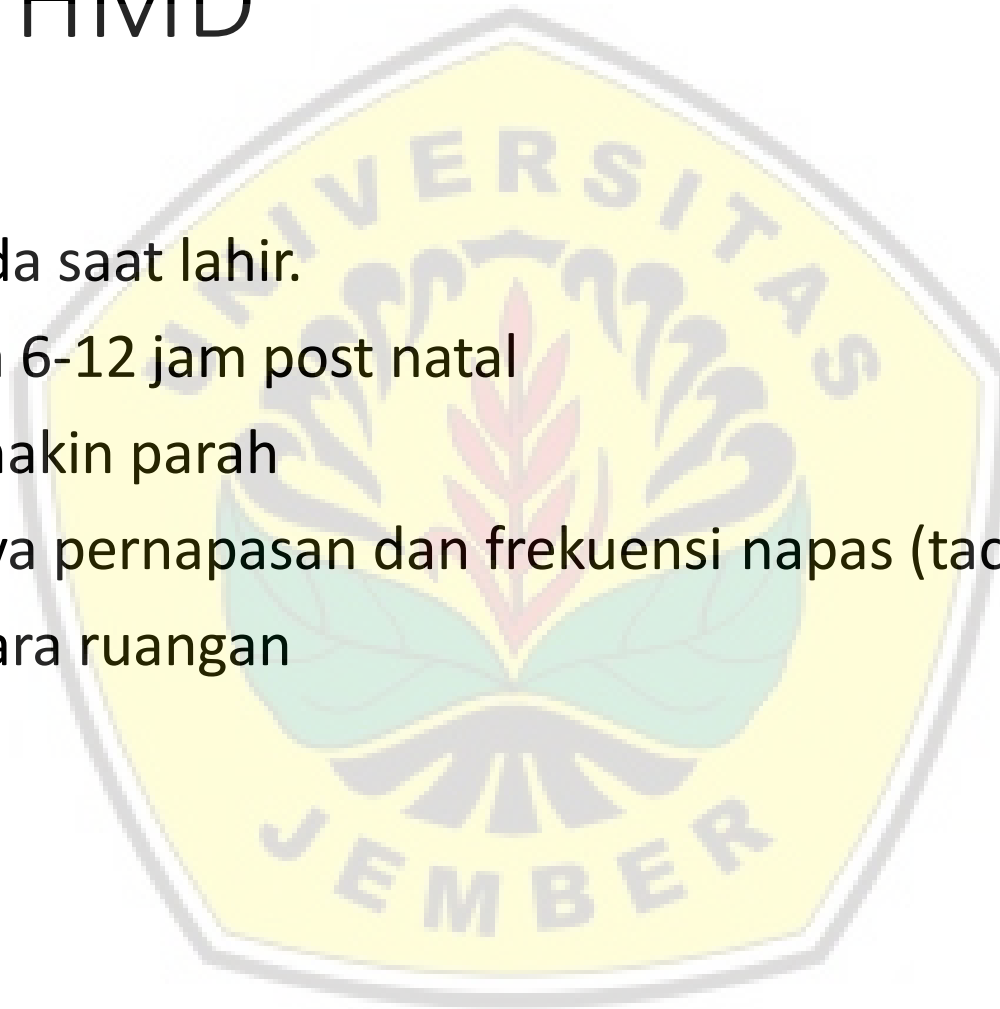 HMD
da saat lahir.
6-12 jam post natal
akin parah
pernapasan dan frekuensi napas (tac
ara ruangan
UNIVERSITAS
JEMBER